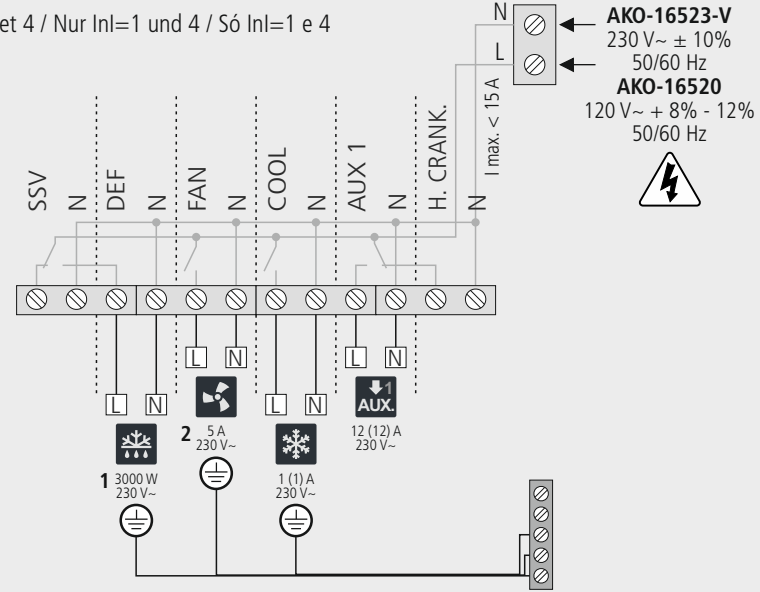 et 4 / Nur InI=1 und 4 / Só InI=1 e 4
N
L
AKO-16523-V
230 V~ ± 10%
50/60 Hz
AKO-16520
120 V~ + 8% - 12%
50/60 Hz
I max. < 15 A
SSV
N
DEF
N
FAN
N
COOL
N
AUX 1
N
H. CRANK.
N
L
N
L
N
L
N
L
N
1
AUX.
2
5 A
230 V~
12 (12) A
230 V~
1
3000 W
230 V~
1 (1) A
230 V~